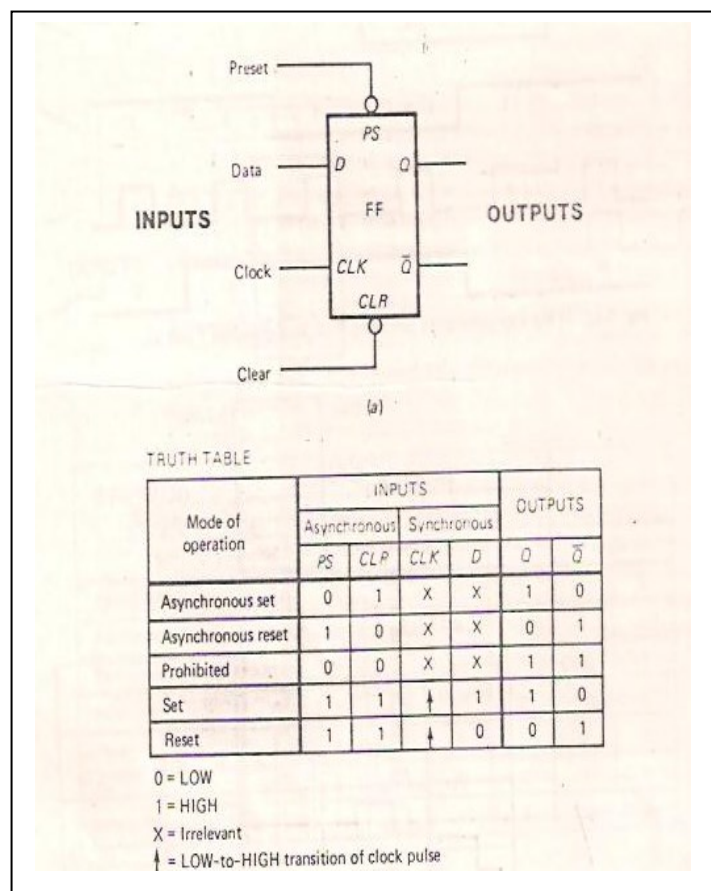 Preset
PS
Data D Q
INPUTS FF OUTPUTS
Clock CLK Q̅
CLR
Clear
(a)
TRUTH TABLE
Mode of operation INPUTS OUTPUTS
Asynchronous Synchronous
PS CLR CLK D Q Q̅
Asynchronous set 0 1 X X 1 0
Asynchronous reset 1 0 X X 0 1
Prohibited 0 0 X X 1 1
Set 1 1 ↑ 1 1 0
Reset 1 1 ↑ 0 0 1
0 = LOW
1 = HIGH
X = Irrelevant
↑ = LOW-to-HIGH transition of clock pulse